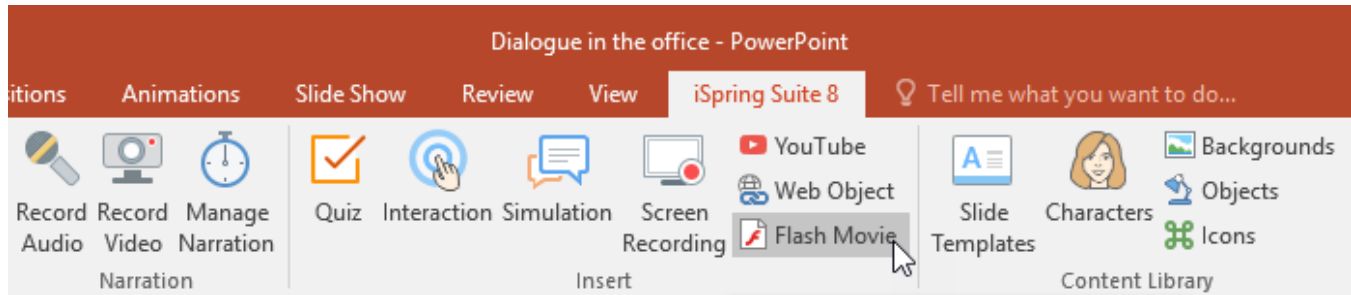 Dialogue in the office - PowerPoint
sitions Animations Slide Show Review View iSpring Suite 8 Tell me what you want to do...
Record Audio
Record Video
Manage Narration
Narration
Quiz
Interaction
Simulation
Screen Recording
YouTube
Web Object
Flash Movie
Insert
A
Slide Templates
Characters
Backgrounds
Objects
Icons
Content Library